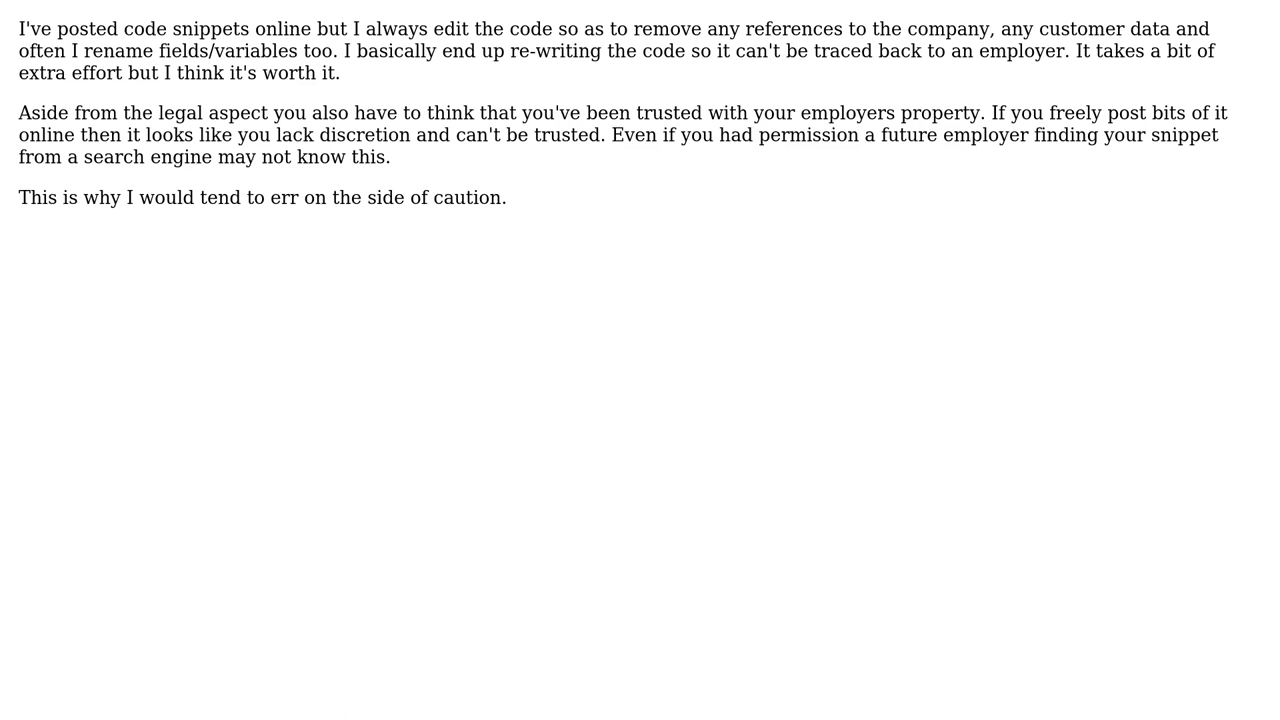 I've posted code snippets online but I always edit the code so as to remove any references to the company, any customer data and
often I rename fields/variables too. I basically end up re-writing the code so it can't be traced back to an employer. It takes a bit of
extra effort but I think it's worth it.
Aside from the legal aspect you also have to think that you've been trusted with your employers property. If you freely post bits of it
online then it looks like you lack discretion and can't be trusted. Even if you had permission a future employer finding your snippet
from a search engine may not know this.
This is why I would tend to err on the side of caution.